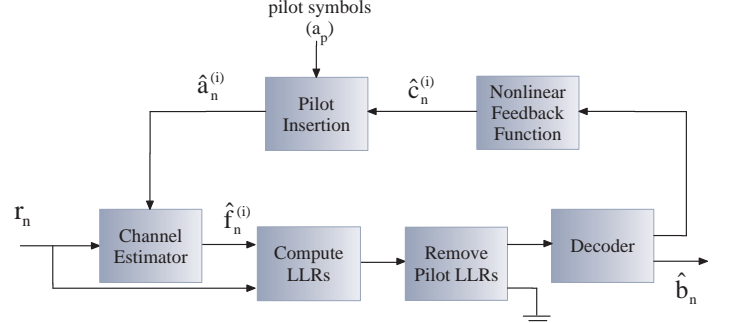 pilot symbols
(a_p)
â_n^(i)
Pilot
Insertion
ĉ_n^(i)
Nonlinear
Feedback
Function
r_n
Channel
Estimator
f̂_n^(i)
Compute
LLRs
Remove
Pilot LLRs
Decoder
b̂_n